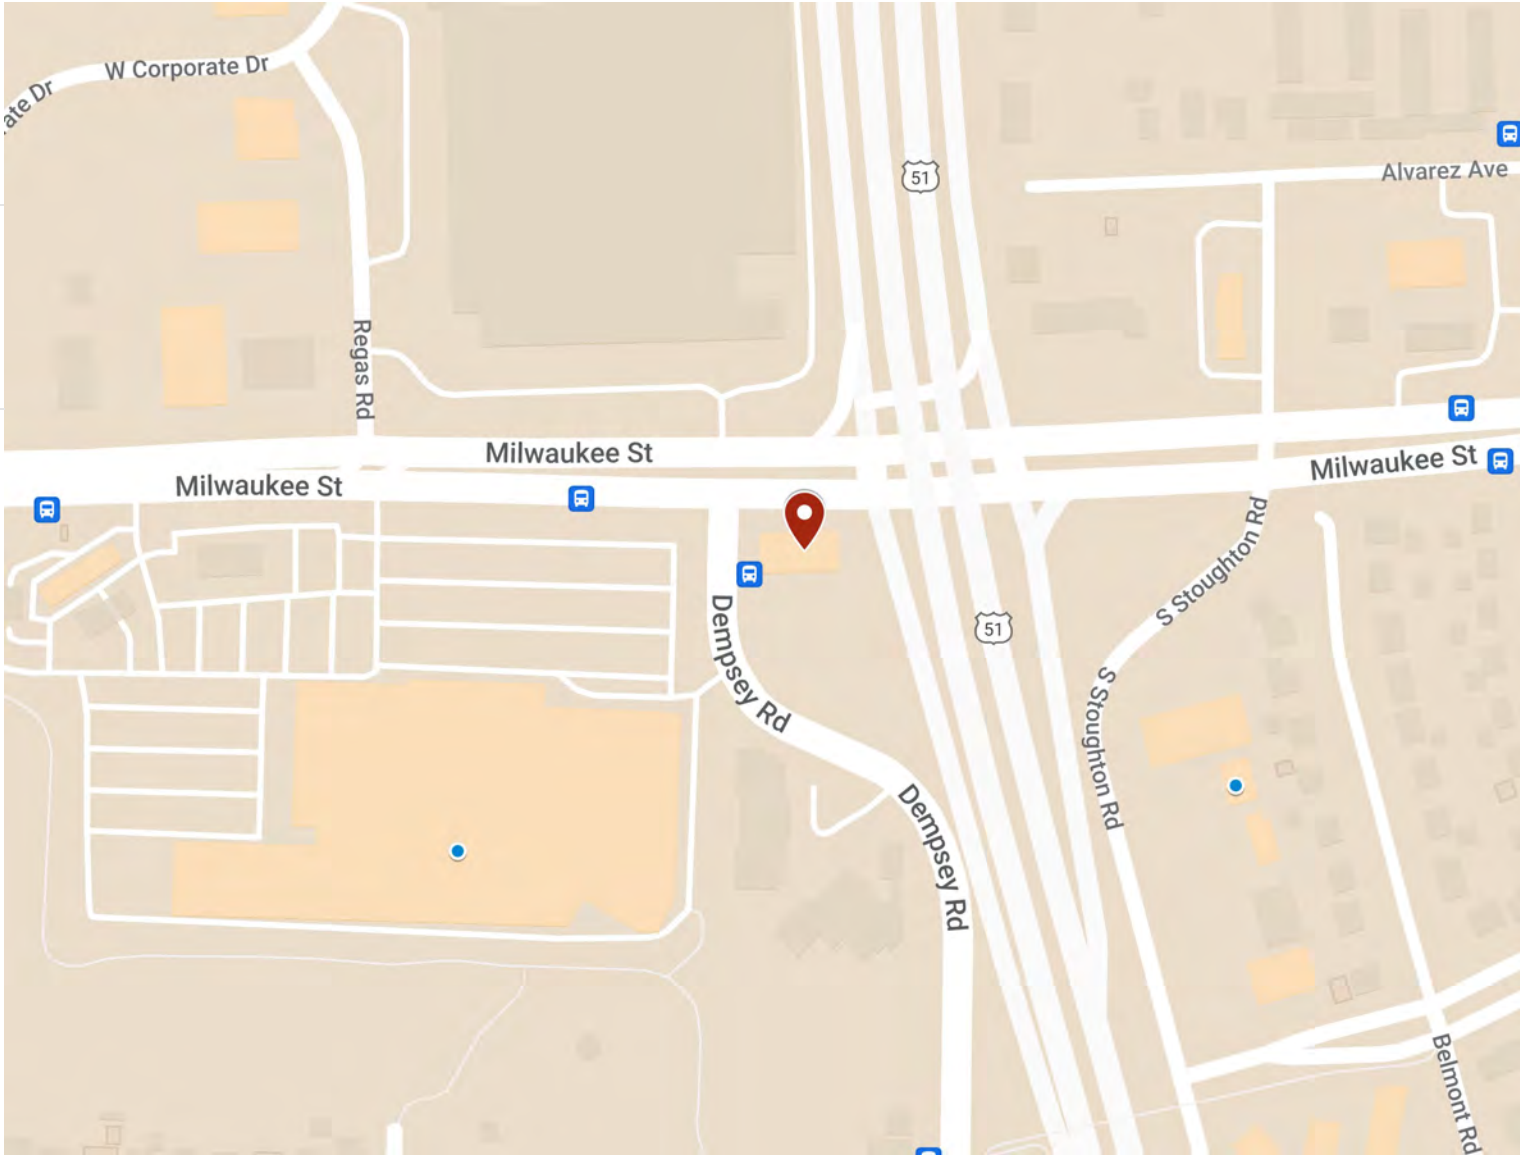 W Corporate Dr
ate Dr
51
Alvarez Ave
Regas Rd
Milwaukee St
Milwaukee St
Milwaukee St
S Stoughton Rd
Dempsey Rd
51
S Stoughton Rd
Dempsey Rd
Belmont Rd